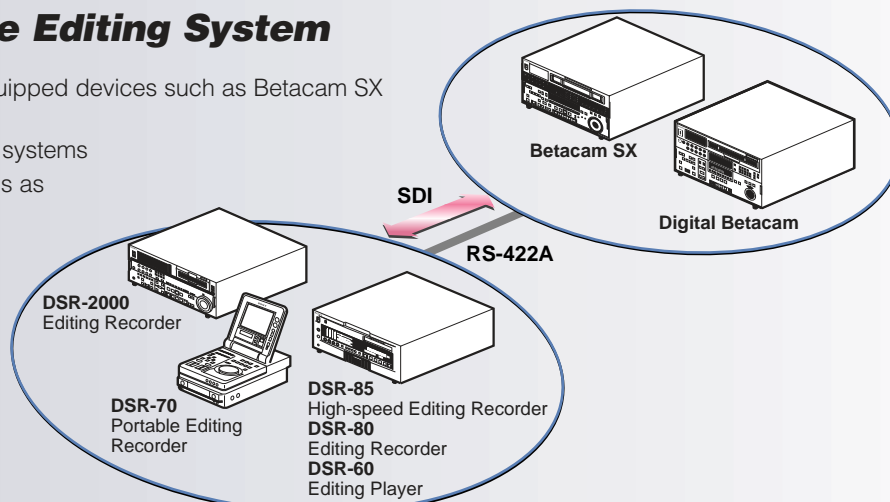 e Editing System
uipped devices such as Betacam SX
systems
s as
Betacam SX
Digital Betacam
SDI
RS-422A
DSR-2000
Editing Recorder
DSR-70
Portable Editing
Recorder
DSR-85
High-speed Editing Recorder
DSR-80
Editing Recorder
DSR-60
Editing Player